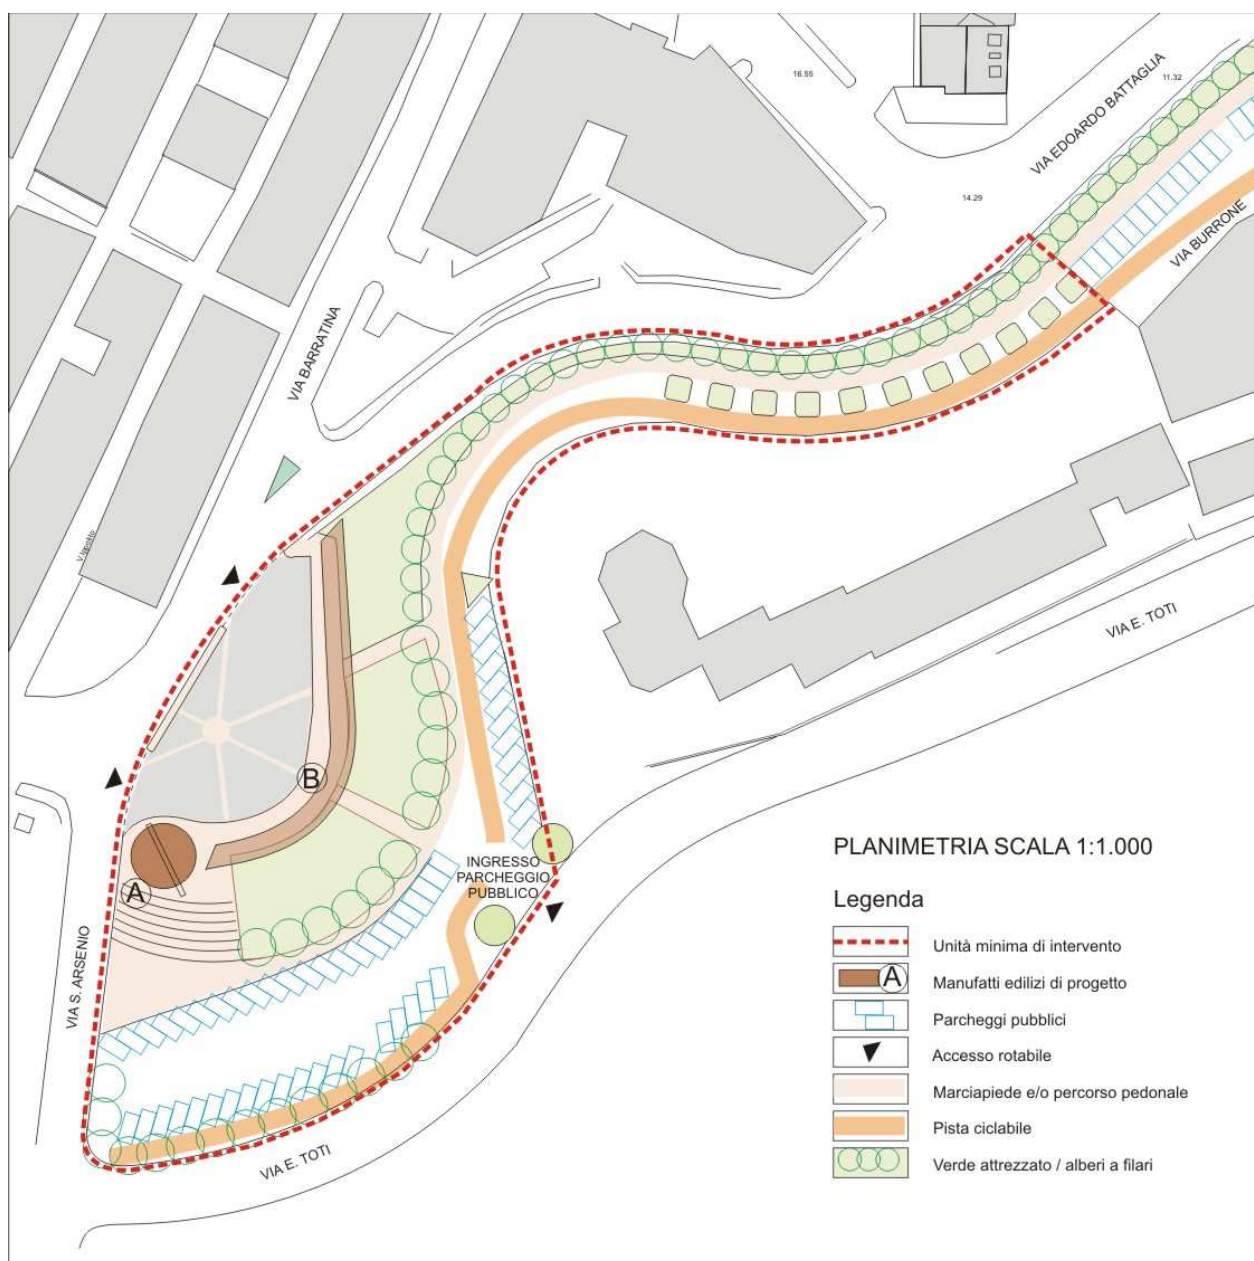 16.55
11.32
VIA EDOARDO BATTAGLIA
14.29
VIA BURRONE
VIA BARRATINA
V. Ippolito
VIA E. TOTI
B
A
INGRESSO
PARCHEGGIO
PUBBLICO
VIA S. ARSENIO
VIA E. TOTI
PLANIMETRIA SCALA 1:1.000
Legenda
Unità minima di intervento
A
Manufatti edilizi di progetto
Parcheggi pubblici
Accesso rotabile
Marciapiede e/o percorso pedonale
Pista ciclabile
Verde attrezzato / alberi a filari